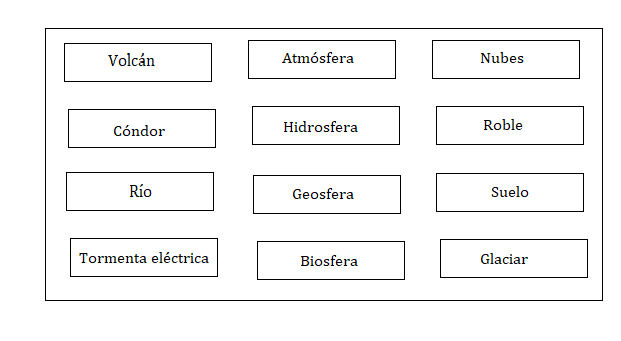 Volcán
Atmósfera
Nubes
Cóndor
Hidrosfera
Roble
Río
Geosfera
Suelo
Tormenta eléctrica
Biosfera
Glaciar